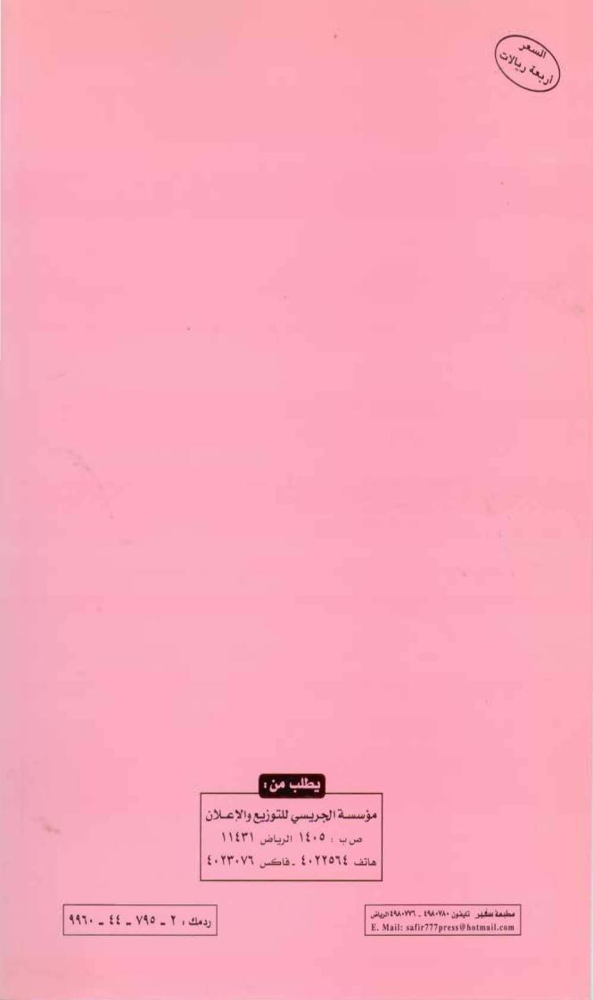 السعر
أربعة ريالات
يطلب من :
مؤسسة الجريسي للتوزيع والإعلان
ص ب : ١٤٠٥ الرياض ١١٤٣١
هاتف ٤٠٢٢٥٦٤ ـ فاكس ٤٠٢٣٠٧٦
مطبعة سفير تليفون ٤٩٨٠٧٨٠ ـ ٤٩٨٠٧٧٦ الرياض
E. Mail: safir777press@hotmail.com
ردمك : ٢ ـ ٧٩٥ ـ ٤٤ ـ ٩٩٦٠